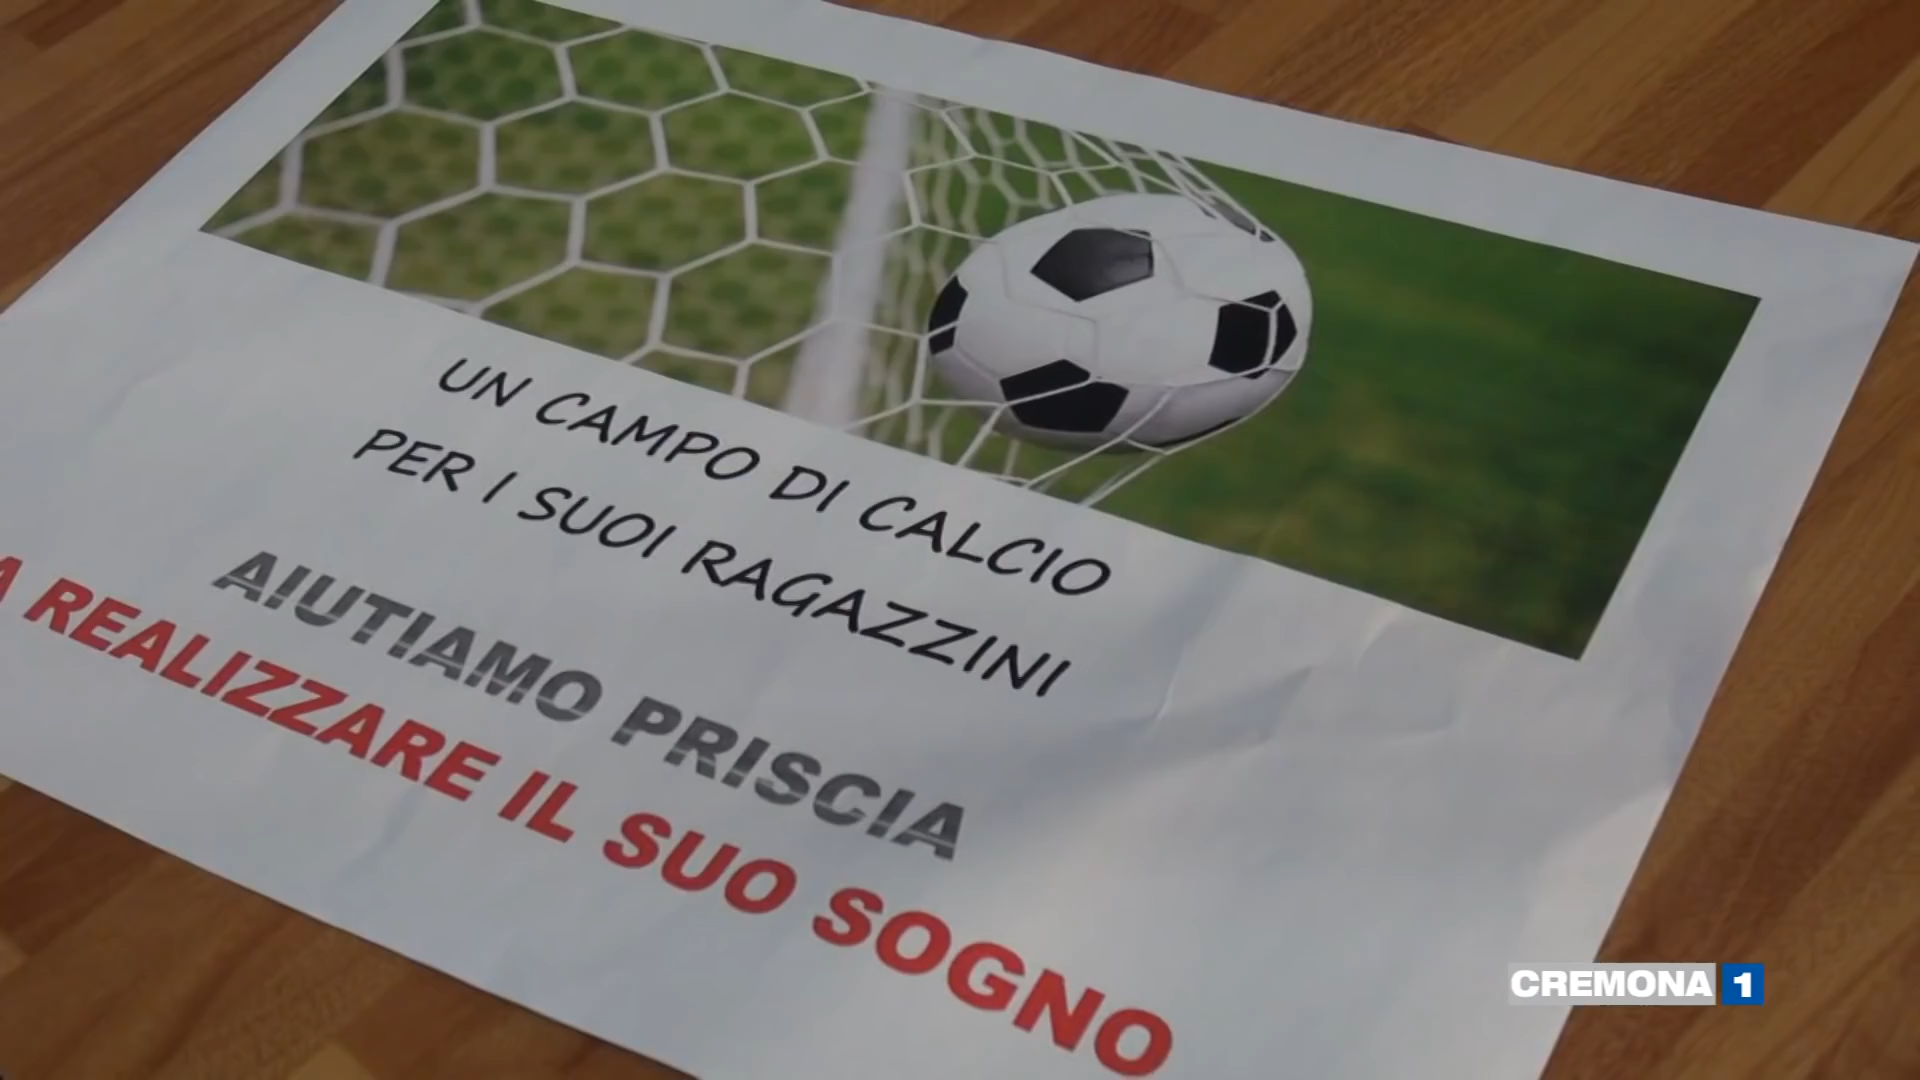 UN CAMPO DI CALCIO
PER I SUOI RAGAZZINI
AIUTIAMO PRISCIA
A REALIZZARE IL SUO SOGNO
CREMONA 1